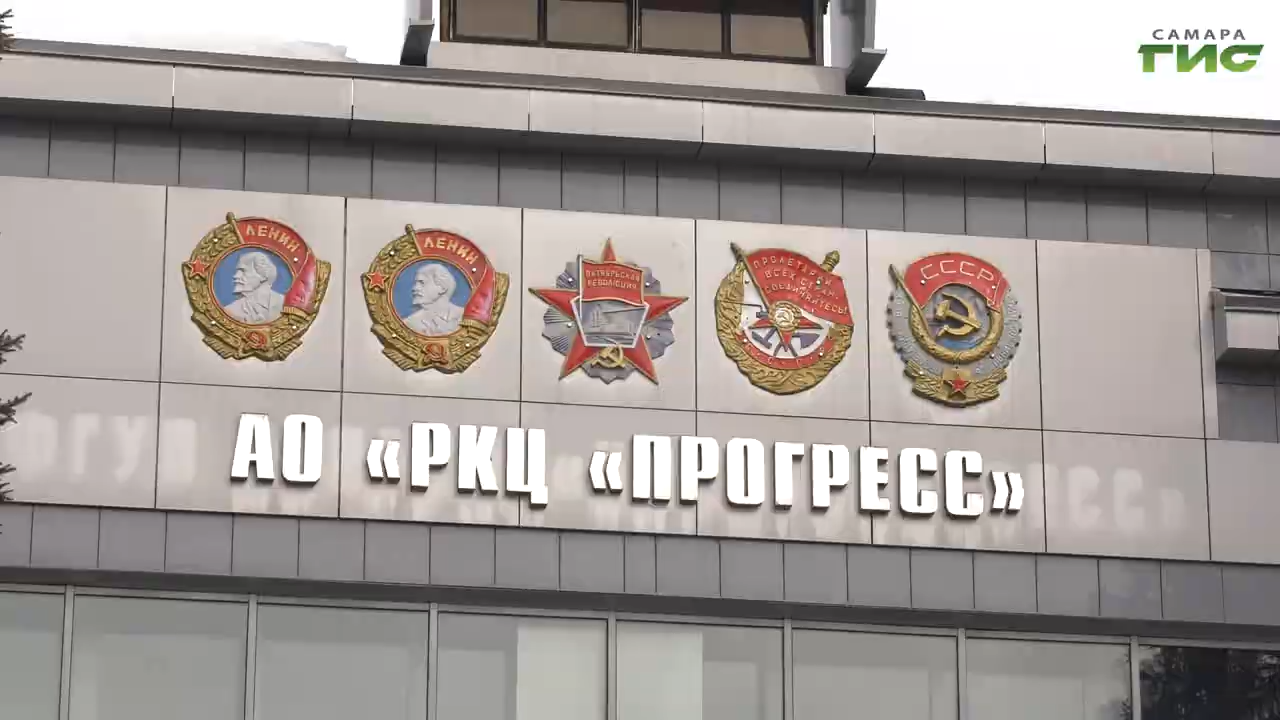 САМАРА
ГИС
ЛЕНИН
ЛЕНИН
ОКТЯБРЬСКАЯ
РЕВОЛЮЦИЯ
ПРОЛЕТАРИИ
ВСЕХ СТРАН
СОЕДИНЯЙТЕСЬ!
СССР
АО «РКЦ «ПРОГРЕСС»